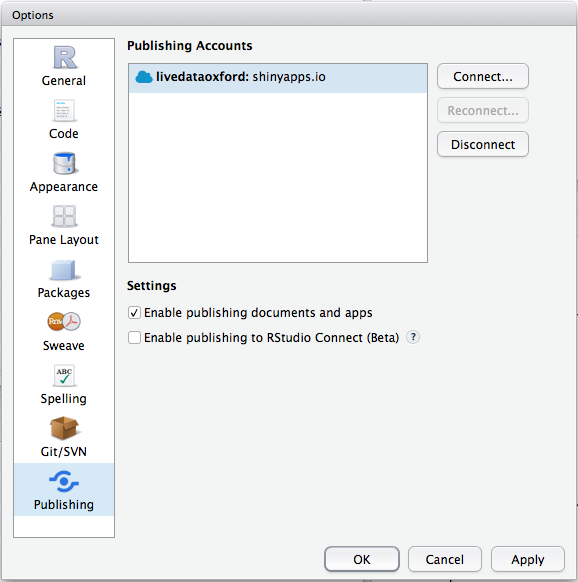 Options
General
Code
Appearance
Pane Layout
Packages
Sweave
Spelling
Git/SVN
Publishing
Publishing Accounts
livedataoxford: shinyapps.io
Connect...
Reconnect...
Disconnect
Settings
Enable publishing documents and apps
Enable publishing to RStudio Connect (Beta) ?
OK
Cancel
Apply
R
ABC